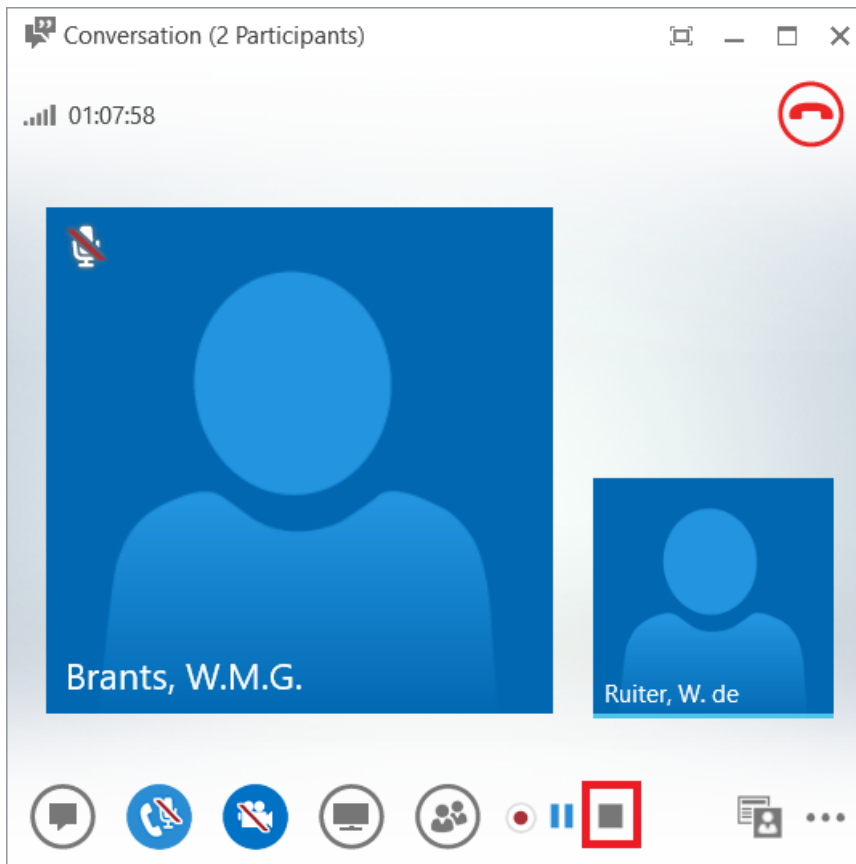 Conversation (2 Participants)
01:07:58
Brants, W.M.G.
Ruiter, W. de